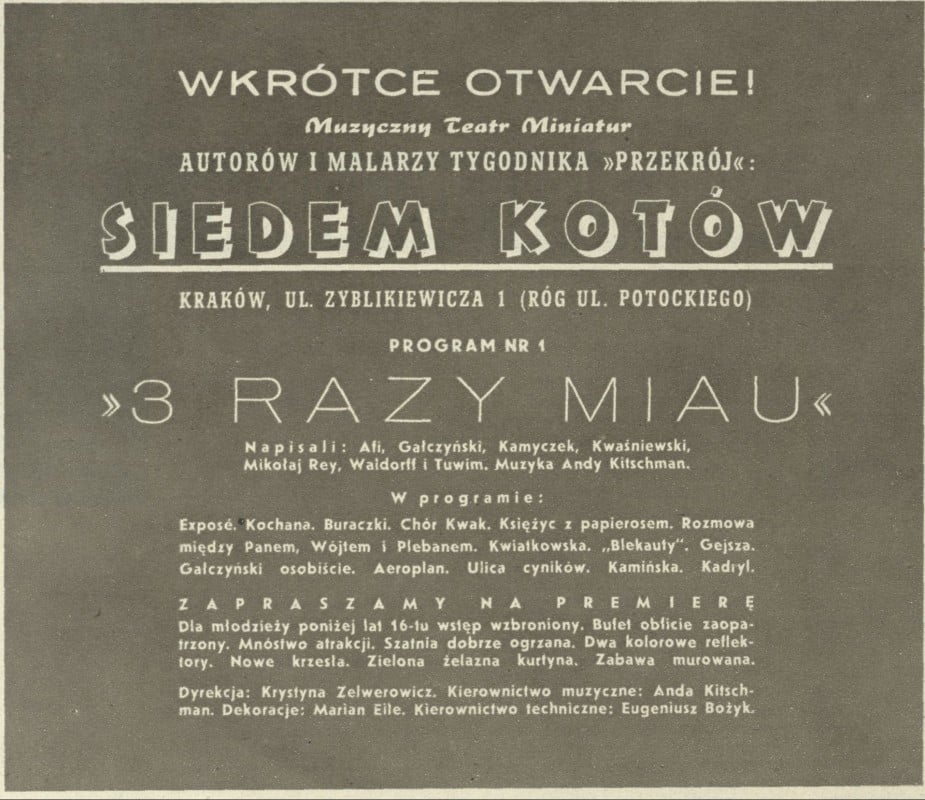 WKRÓTCE OTWARCIE!
Muzyczny Teatr Miniatur
AUTORÓW I MALARZY TYGODNIKA »PRZEKRÓJ«:
SIEDEM KOTÓW
KRAKÓW, UL. ZYBLIKIEWICZA 1 (RÓG UL. POTOCKIEGO)
PROGRAM NR 1
»3 RAZY MIAU«
Napisali: Afi, Gałczyński, Kamyczek, Kwaśniewski,
Mikołaj Rey, Waldorff i Tuwim. Muzyka Andy Kitschman.
W programie:
Exposé. Kochana. Buraczki. Chór Kwak. Księżyc z papierosem. Rozmowa
między Panem, Wójtem i Plebanem. Kwiatkowska. „Blekauty". Gejsza.
Gałczyński osobiście. Aeroplan. Ulica cyników. Kamińska. Kadryl.
ZAPRASZAMY NA PREMIERĘ
Dla młodzieży poniżej lat 16-tu wstęp wzbroniony. Bufet obficie zaopa-
trzony. Mnóstwo atrakcji. Szatnia dobrze ogrzana. Dwa kolorowe reflek-
tory. Nowe krzesła. Zielona żelazna kurtyna. Zabawa murowana.
Dyrekcja: Krystyna Zelwerowicz. Kierownictwo muzyczne: Anda Kitsch-
man. Dekoracje: Marian Eile. Kierownictwo techniczne: Eugeniusz Bożyk.